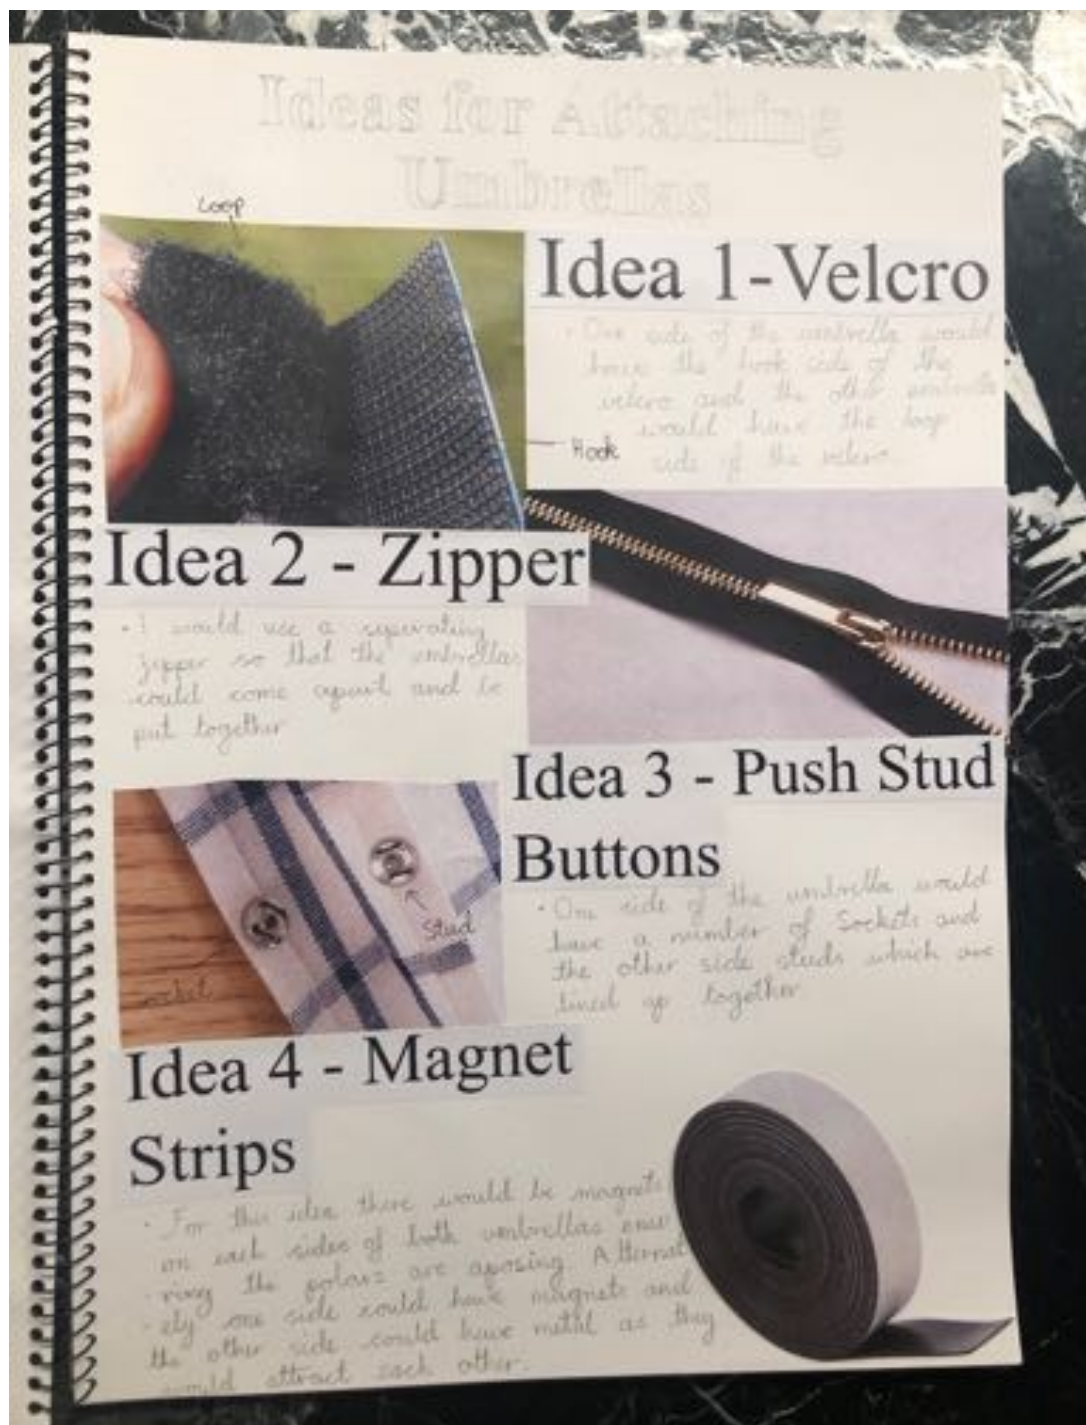 Ideas for Attaching
Umbrellas
Loop
Idea 1-Velcro
• One side of the umbrella would
have the hook side of the
velcro and the other umbrella
would have the loop
side of the velcro.
Hook
Idea 2 - Zipper
• I would use a seperating
zipper so that the umbrellas
could come apart and be
put together
Idea 3 - Push Stud
Buttons
Stud
Socket
• One side of the umbrella would
have a number of Sockets and
the other side studs which are
lined up together
Idea 4 - Magnet
Strips
• For this idea there would be magnets
on each sides of both umbrellas ensu
-ring the polars are aposing. Alternat
-ely one side could have magnets and
the other side could have metal as they
would attract each other.